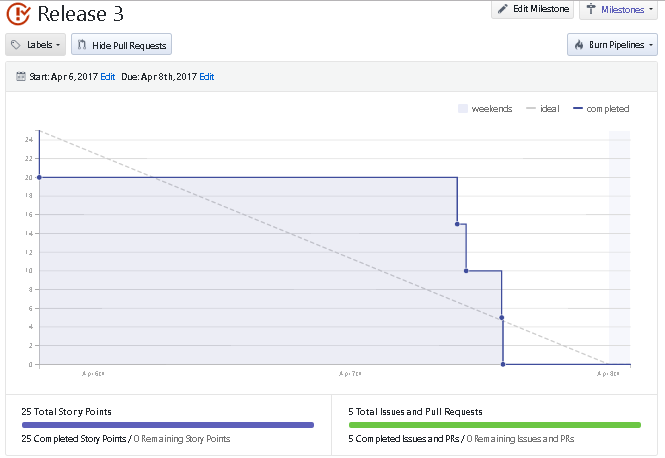 Release 3
Edit Milestone
Milestones
Labels
Hide Pull Requests
Burn Pipelines
Start: Apr 6, 2017 Edit Due: Apr 8th, 2017 Edit
weekends ideal completed
24
22
20
18
16
14
12
10
8
6
4
2
0
25 Total Story Points
25 Completed Story Points / 0 Remaining Story Points
5 Total Issues and Pull Requests
5 Completed Issues and PRs / 0 Remaining Issues and PRs